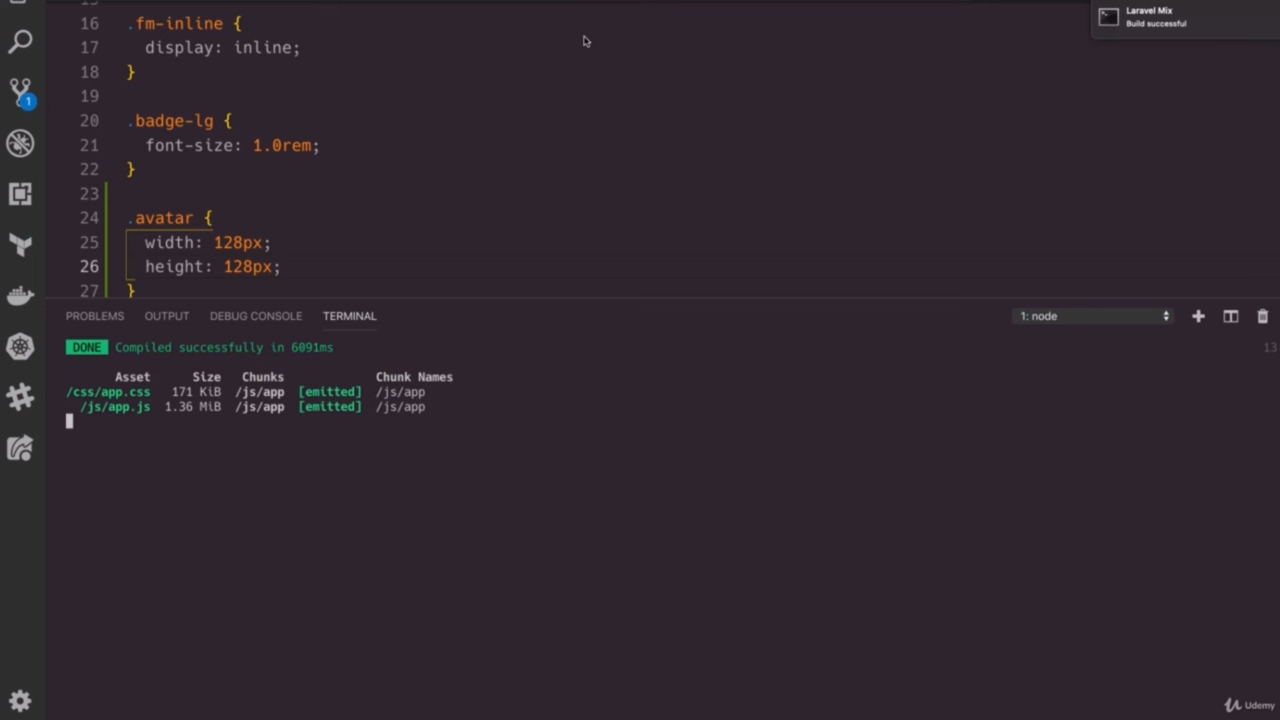 15
Laravel Mix
Build successful
16 .fm-inline {
17 display: inline;
18 }
19
20 .badge-lg {
21 font-size: 1.0rem;
22 }
23
24 .avatar {
25 width: 128px;
26 height: 128px;
27 }
1
PROBLEMS OUTPUT DEBUG CONSOLE TERMINAL 1: node
DONE Compiled successfully in 6091ms 13
Asset Size Chunks Chunk Names
/css/app.css 171 KiB /js/app [emitted] /js/app
/js/app.js 1.36 MiB /js/app [emitted] /js/app
Udemy